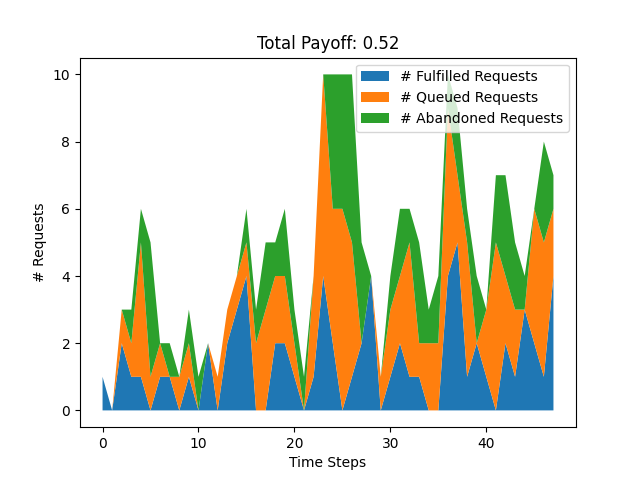 Total Payoff: 0.52
# Fulfilled Requests
# Queued Requests
# Abandoned Requests
10
8
6
4
2
0
# Requests
0
10
20
30
40
Time Steps